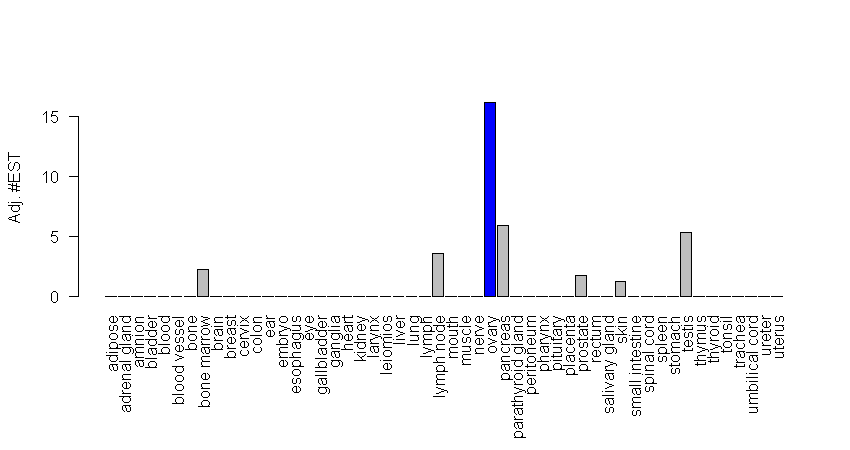 Adj. #EST
15
10
5
0
adipose
adrenal gland
amnion
bladder
blood
blood vessel
bone
bone marrow
brain
breast
cervix
colon
ear
embryo
esophagus
eye
gallbladder
ganglia
heart
kidney
larynx
leiomios
liver
lung
lymph
lymph node
mouth
muscle
nerve
ovary
pancreas
parathyroid gland
peritoneum
pharynx
pituitary
placenta
prostate
rectum
salivary gland
skin
small intestine
spinal cord
spleen
stomach
testis
thymus
thyroid
tonsil
trachea
umbilical cord
ureter
uterus